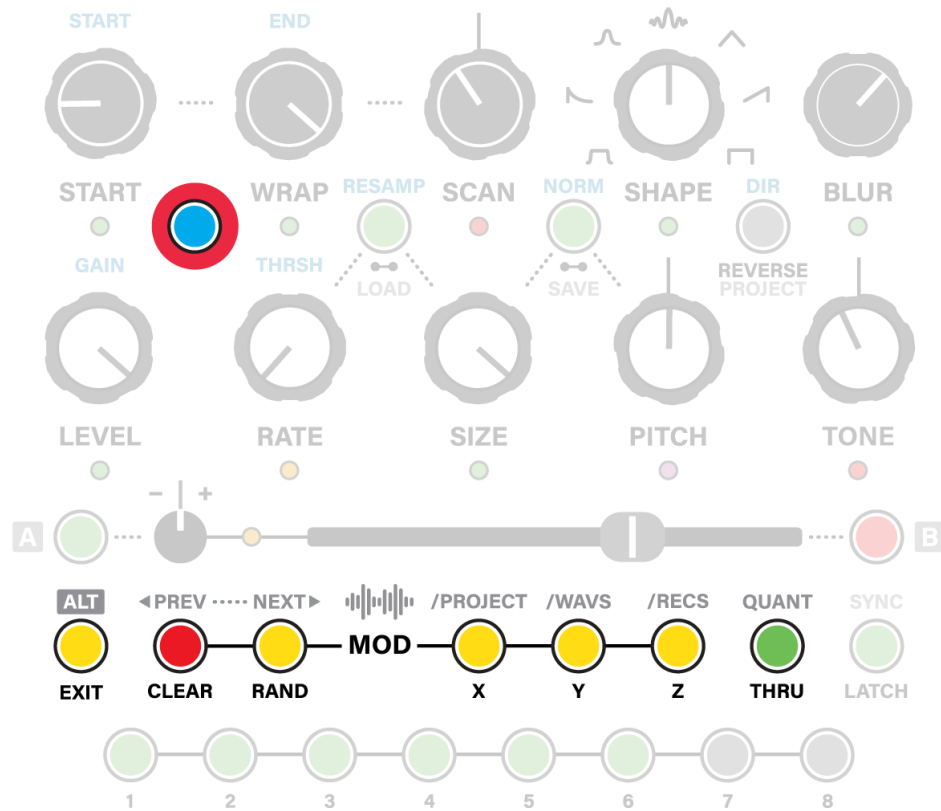 START END
START WRAP RESAMP SCAN NORM SHAPE DIR BLUR
GAIN THRSH LOAD SAVE REVERSE
PROJECT
LEVEL RATE SIZE PITCH TONE
- +
A B
ALT ◀PREV ····· NEXT▶ /PROJECT /WAVS /RECS QUANT SYNC
MOD
EXIT CLEAR RAND X Y Z THRU LATCH
1 2 3 4 5 6 7 8